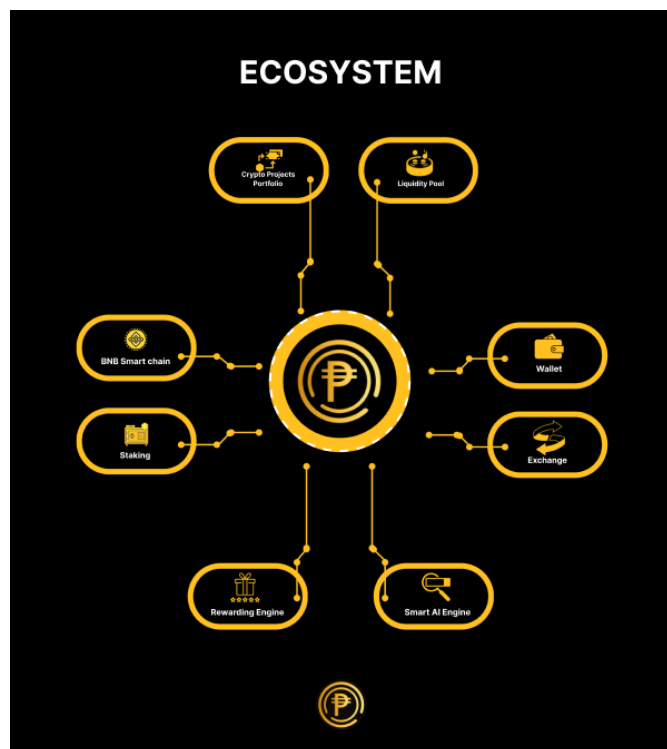 ECOSYSTEM
Crypto Projects
Portfolio
Liquidity Pool
BNB Smart chain
Wallet
Staking
Exchange
Rewarding Engine
Smart AI Engine